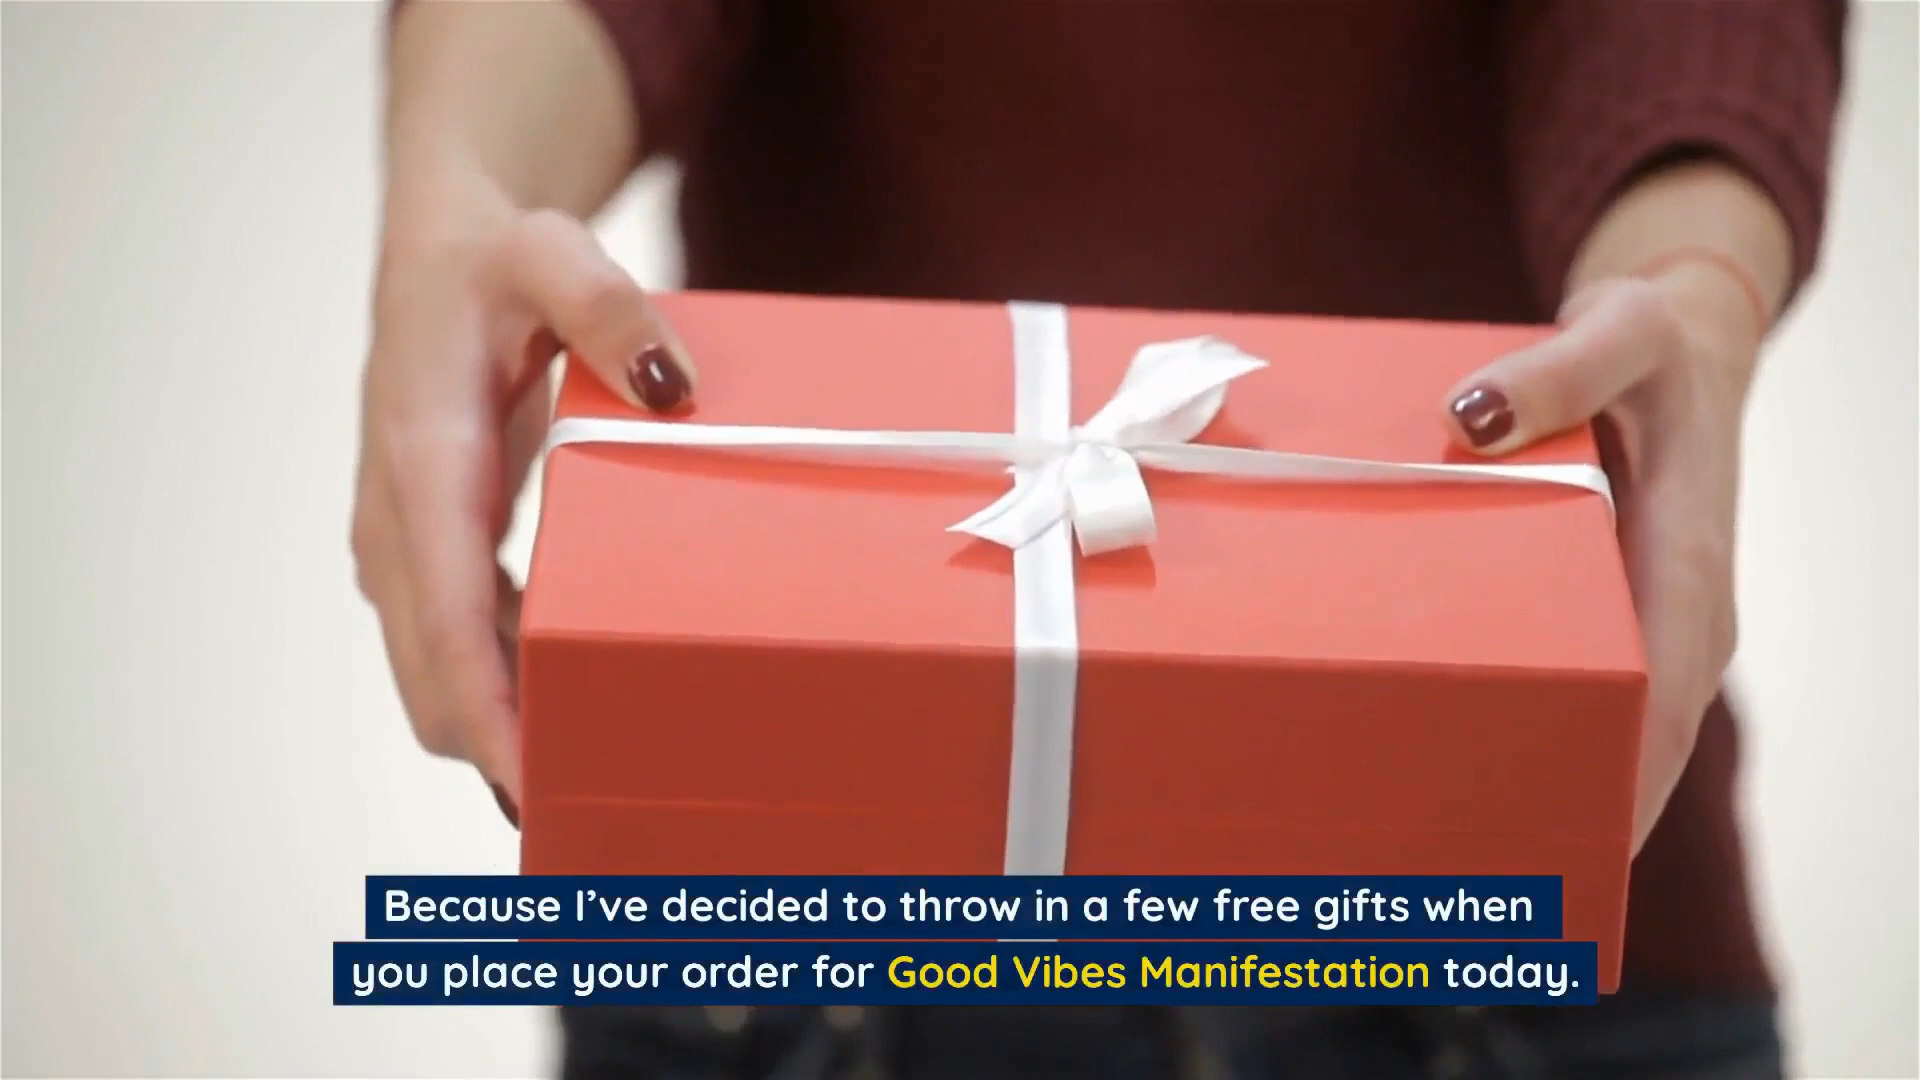 Because I’ve decided to throw in a few free gifts when
you place your order for Good Vibes Manifestation today.